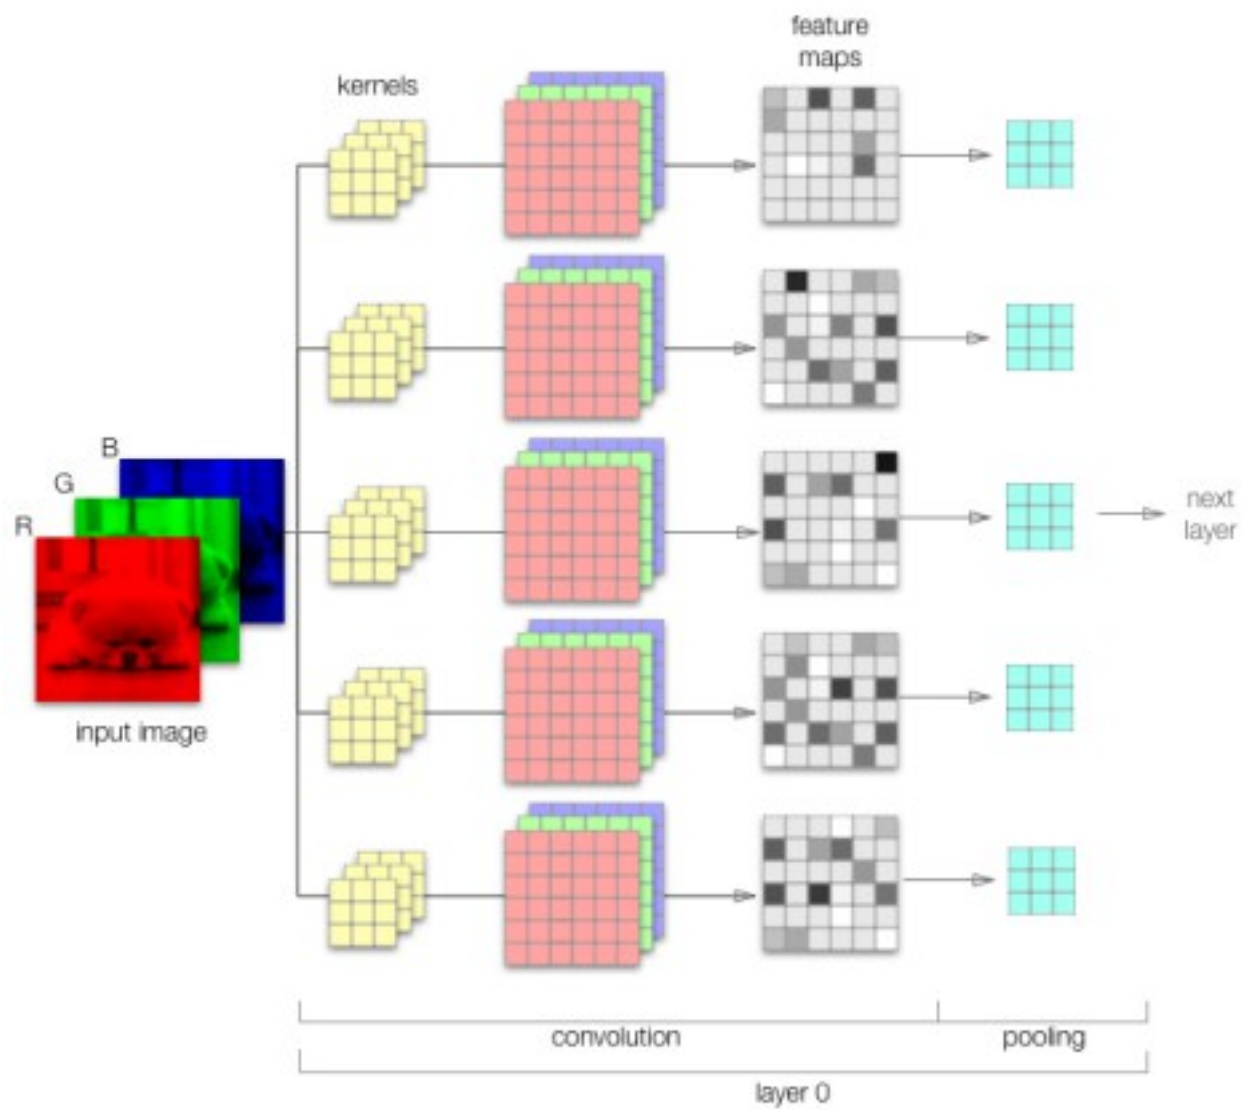 feature
maps
kernels
B
G
R
input image
next
layer
convolution
pooling
layer 0